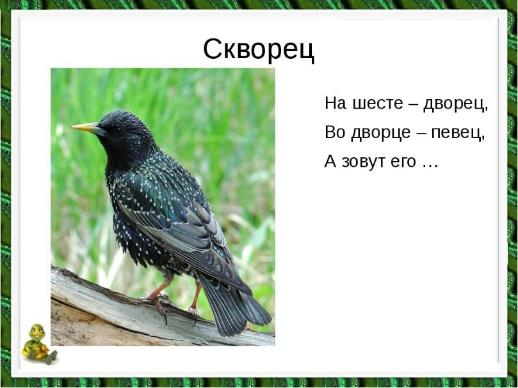 Скворец
На шесте – дворец,
Во дворце – певец,
А зовут его …